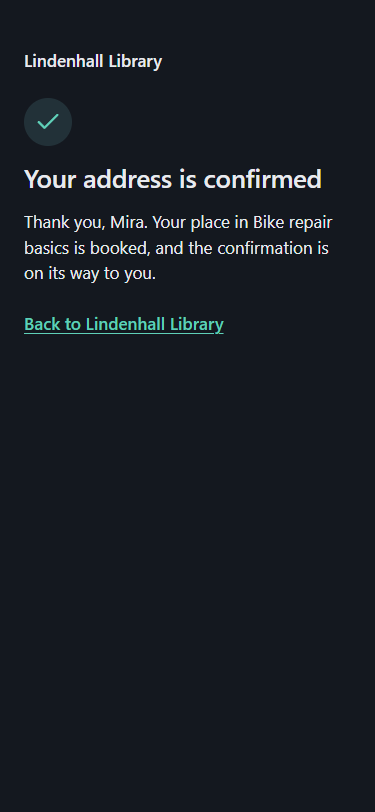 Lindenhall Library
Your address is confirmed
Thank you, Mira. Your place in Bike repair
basics is booked, and the confirmation is
on its way to you.
Back to Lindenhall Library